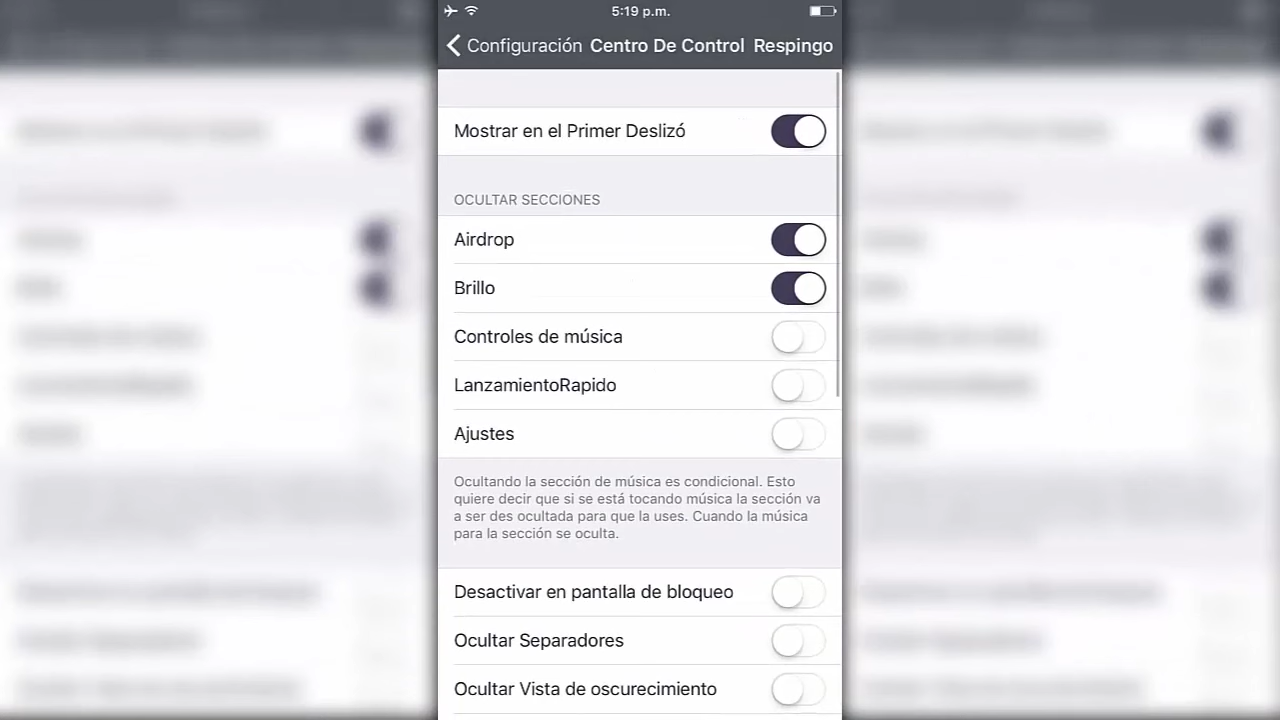 5:19 p.m.
Configuración Centro De Control Respingo
Mostrar en el Primer Deslizó
OCULTAR SECCIONES
Airdrop
Brillo
Controles de música
LanzamientoRapido
Ajustes
Ocultando la sección de música es condicional. Esto
quiere decir que si se está tocando música la sección va
a ser des ocultada para que la uses. Cuando la música
para la sección se oculta.
Desactivar en pantalla de bloqueo
Ocultar Separadores
Ocultar Vista de oscurecimiento